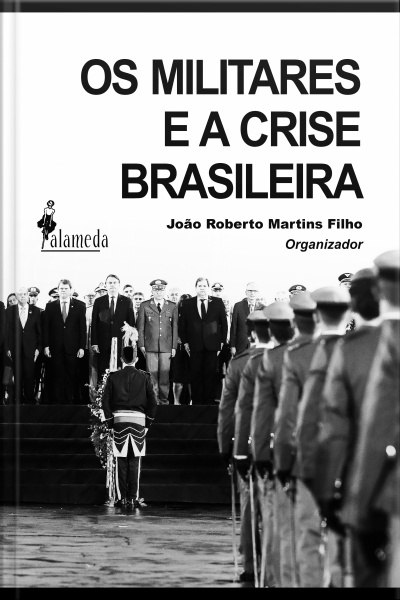 OS MILITARES
E A CRISE
BRASILEIRA
João Roberto Martins Filho
Organizador
alameda